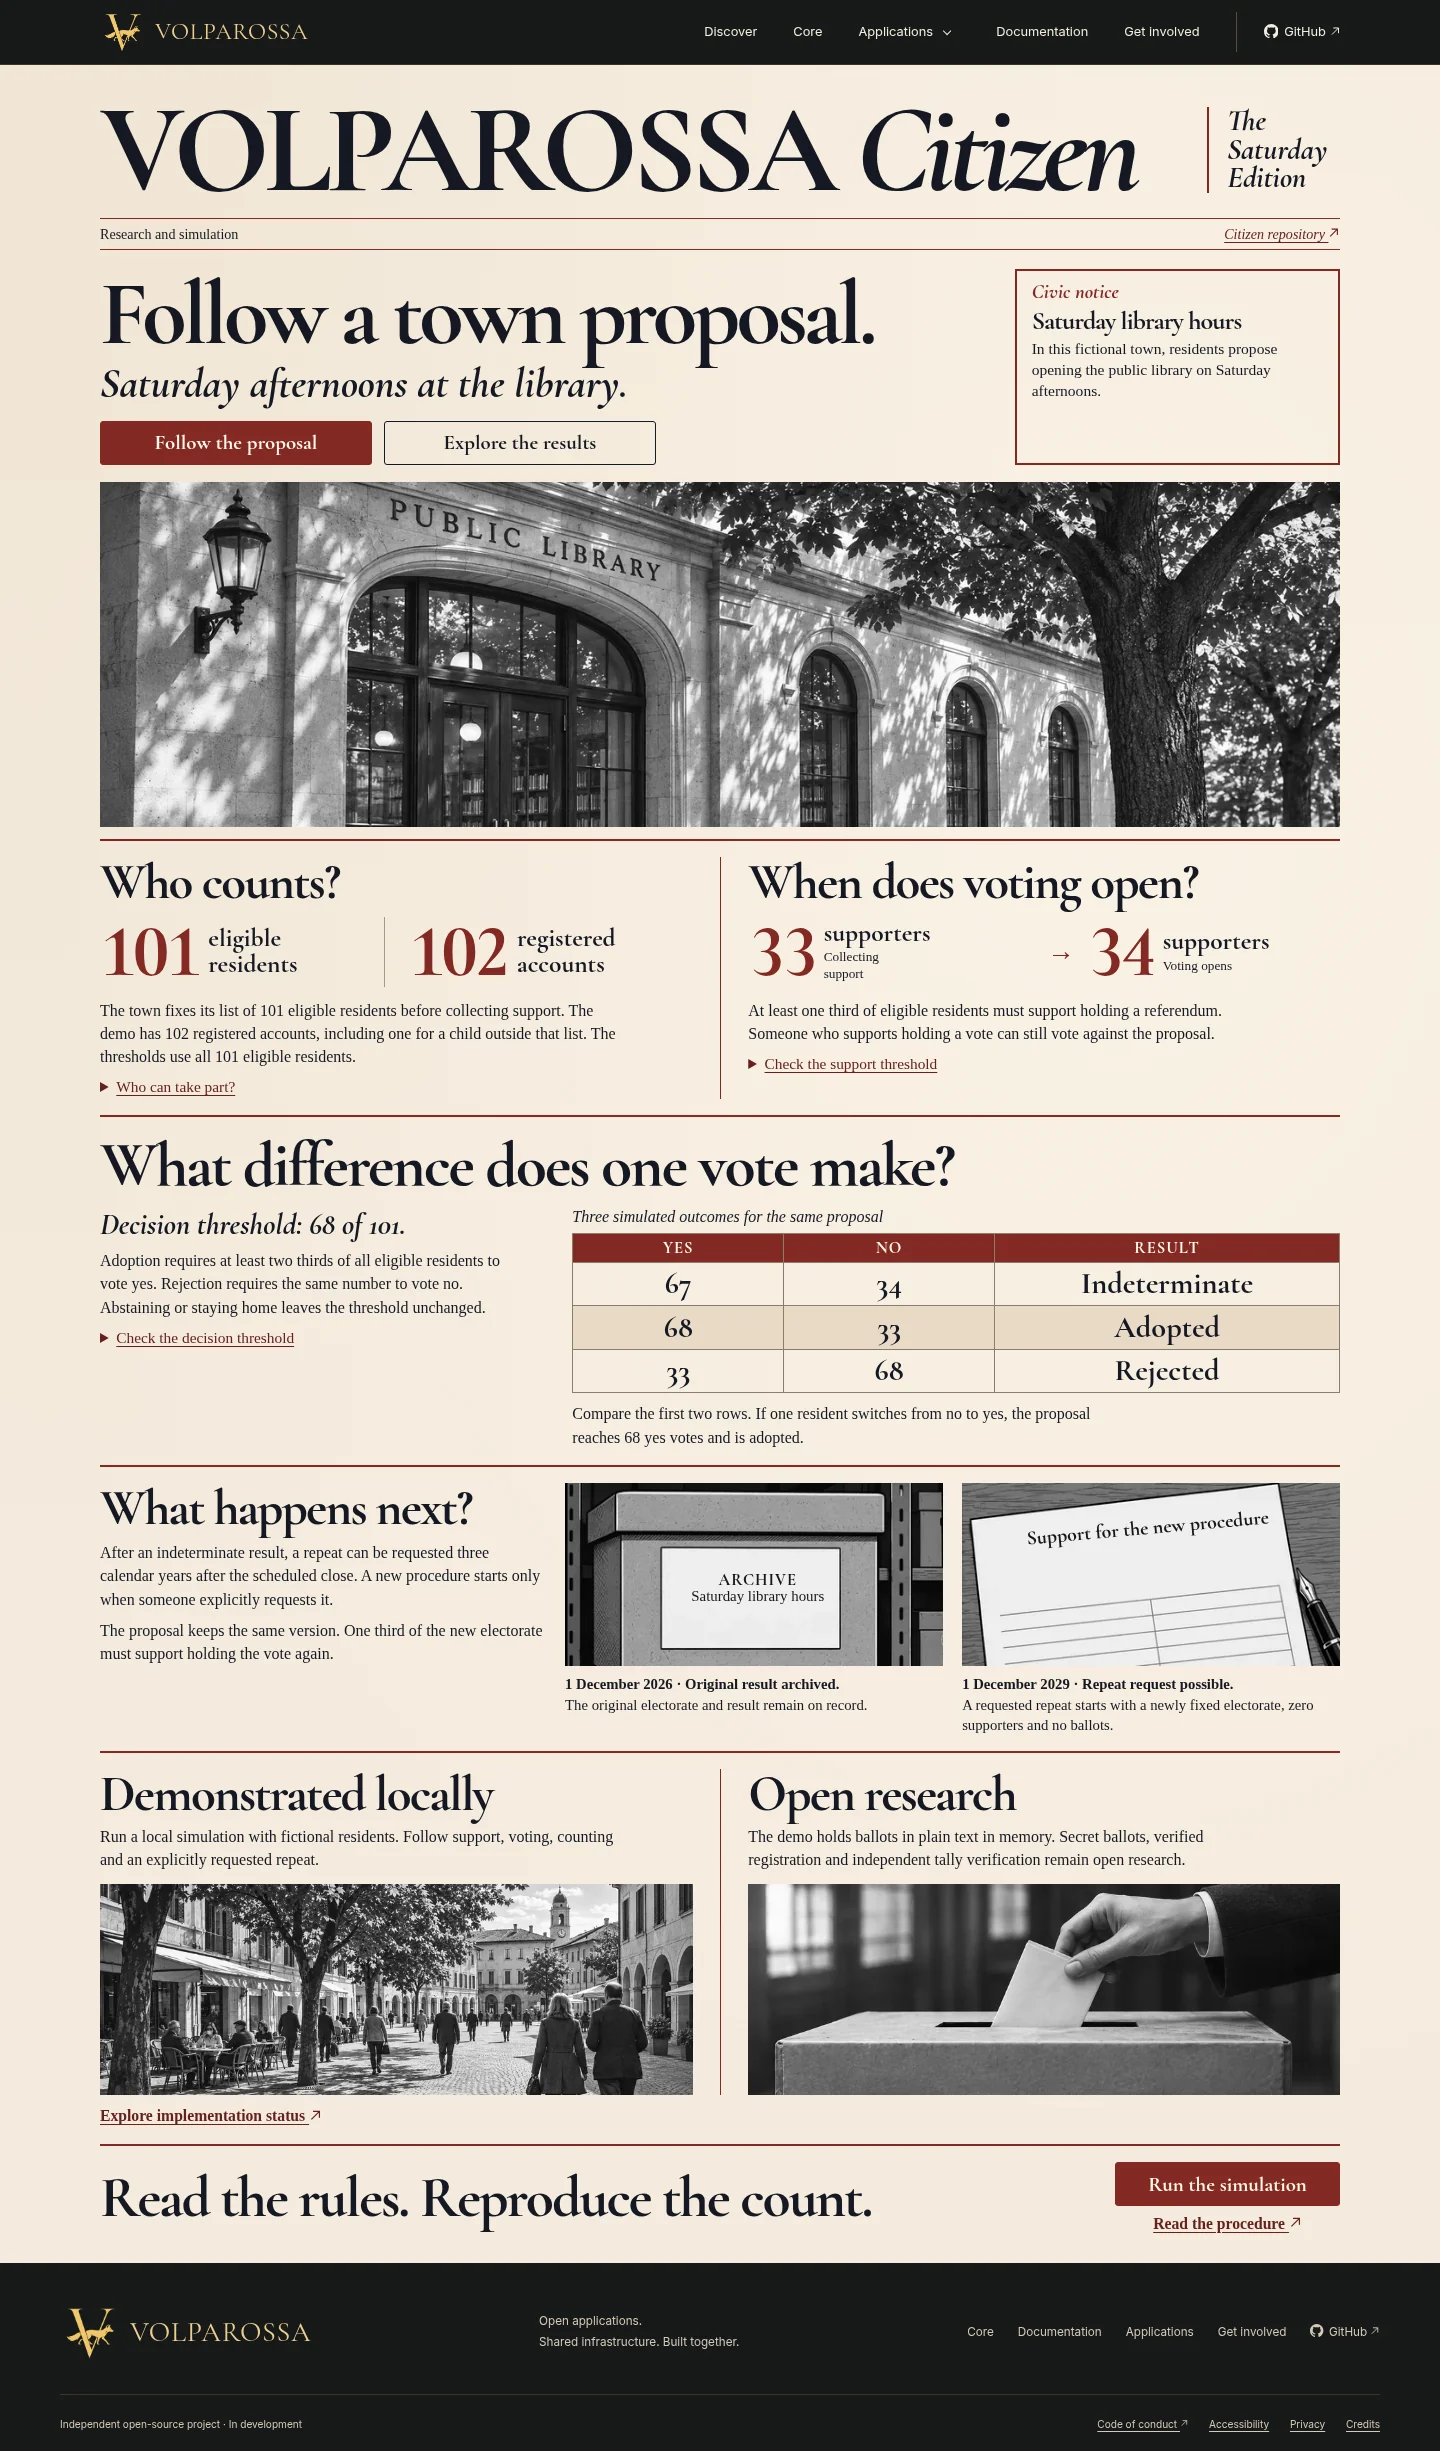 VOLPAROSSA
Discover
Core
Applications
Documentation
Get involved
GitHub ↗
VOLPAROSSA Citizen
The
Saturday
Edition
Research and simulation
Citizen repository ↗
Follow a town proposal.
Saturday afternoons at the library.
Follow the proposal
Explore the results
Civic notice
Saturday library hours
In this fictional town, residents propose
opening the public library on Saturday
afternoons.
PUBLIC LIBRARY
Who counts?
101 eligible
residents
102 registered
accounts
The town fixes its list of 101 eligible residents before collecting support. The
demo has 102 registered accounts, including one for a child outside that list. The
thresholds use all 101 eligible residents.
▶ Who can take part?
When does voting open?
33 supporters
Collecting
support
→
34 supporters
Voting opens
At least one third of eligible residents must support holding a referendum.
Someone who supports holding a vote can still vote against the proposal.
▶ Check the support threshold
What difference does one vote make?
Decision threshold: 68 of 101.
Adoption requires at least two thirds of all eligible residents to
vote yes. Rejection requires the same number to vote no.
Abstaining or staying home leaves the threshold unchanged.
▶ Check the decision threshold
Three simulated outcomes for the same proposal
YES NO RESULT
67 34 Indeterminate
68 33 Adopted
33 68 Rejected
Compare the first two rows. If one resident switches from no to yes, the proposal
reaches 68 yes votes and is adopted.
What happens next?
After an indeterminate result, a repeat can be requested three
calendar years after the scheduled close. A new procedure starts only
when someone explicitly requests it.
The proposal keeps the same version. One third of the new electorate
must support holding the vote again.
ARCHIVE
Saturday library hours
1 December 2026 · Original result archived.
The original electorate and result remain on record.
Support for the new procedure
1 December 2029 · Repeat request possible.
A requested repeat starts with a newly fixed electorate, zero
supporters and no ballots.
Demonstrated locally
Run a local simulation with fictional residents. Follow support, voting, counting
and an explicitly requested repeat.
Explore implementation status ↗
Open research
The demo holds ballots in plain text in memory. Secret ballots, verified
registration and independent tally verification remain open research.
Read the rules. Reproduce the count.
Run the simulation
Read the procedure ↗
VOLPAROSSA
Open applications.
Shared infrastructure. Built together.
Core
Documentation
Applications
Get involved
GitHub ↗
Independent open-source project · In development
Code of conduct ↗
Accessibility
Privacy
Credits